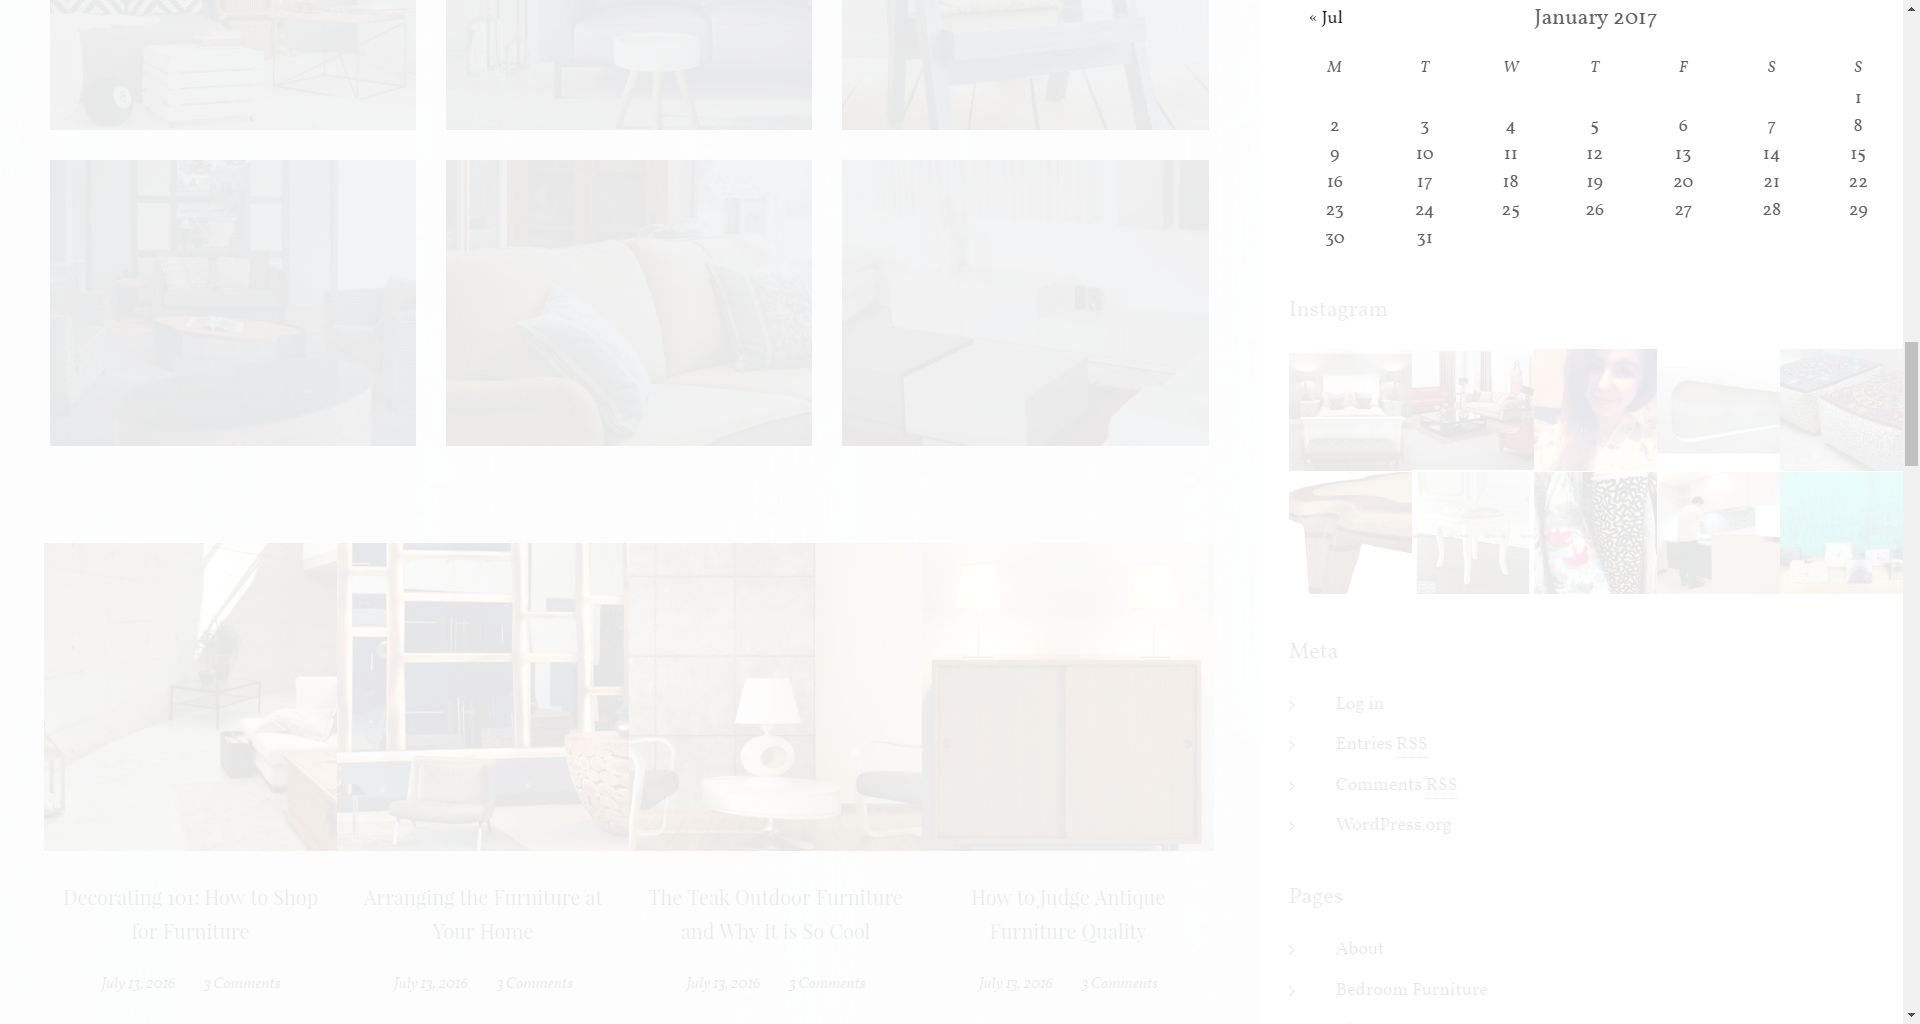 « Jul
January 2017
M T W T F S S
1
2 3 4 5 6 7 8
9 10 11 12 13 14 15
16 17 18 19 20 21 22
23 24 25 26 27 28 29
30 31
Instagram
Meta
Log in
Entries RSS
Comments RSS
WordPress.org
Pages
About
Bedroom Furniture
Decorating 101: How to Shop
for Furniture
July 13, 2016 3 Comments
Arranging the Furniture at
Your Home
July 13, 2016 3 Comments
The Teak Outdoor Furniture
and Why It is So Cool
July 13, 2016 3 Comments
How to Judge Antique
Furniture Quality
July 13, 2016 3 Comments